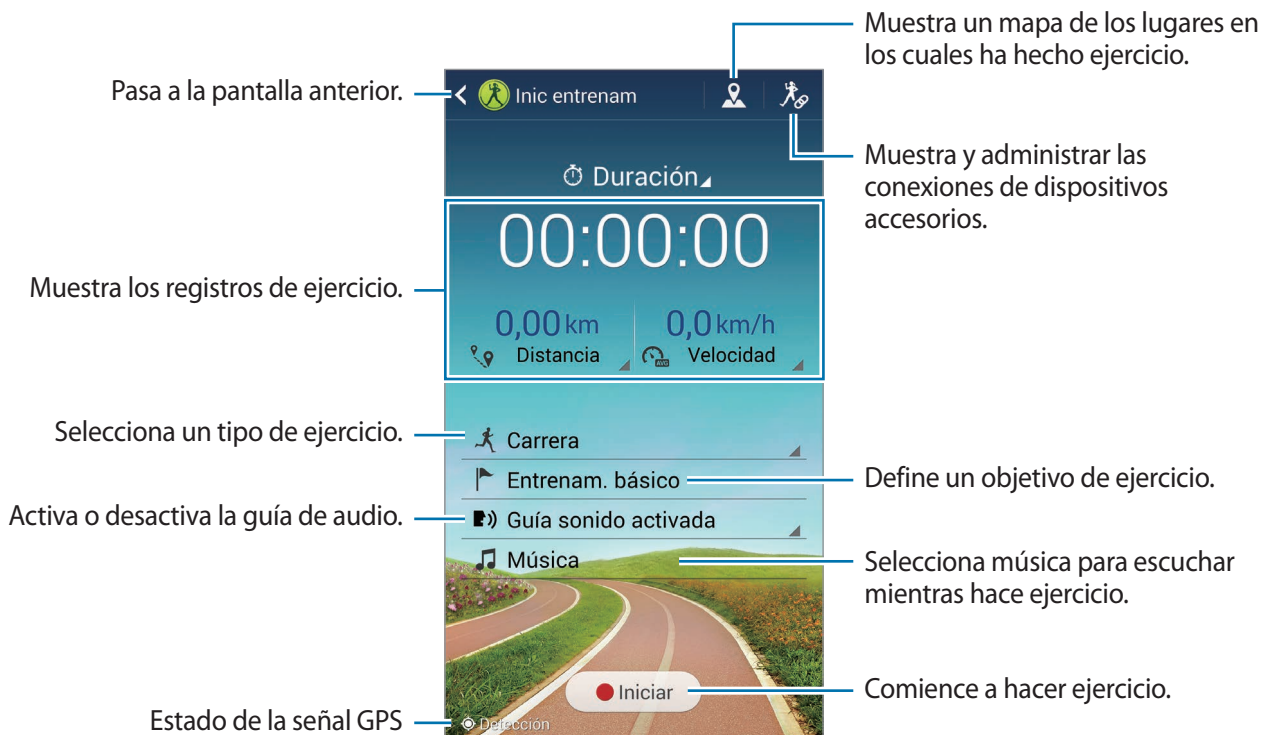 Muestra un mapa de los lugares en
los cuales ha hecho ejercicio.
Pasa a la pantalla anterior.
Inic entrenam
Muestra y administrar las
conexiones de dispositivos
accesorios.
Duración
00:00:00
Muestra los registros de ejercicio.
0,00 km
0,0 km/h
Distancia
AVG
Velocidad
Selecciona un tipo de ejercicio.
Carrera
Entrenam. básico
Define un objetivo de ejercicio.
Activa o desactiva la guía de audio.
Guía sonido activada
Música
Selecciona música para escuchar
mientras hace ejercicio.
Iniciar
Comience a hacer ejercicio.
Estado de la señal GPS
Detección